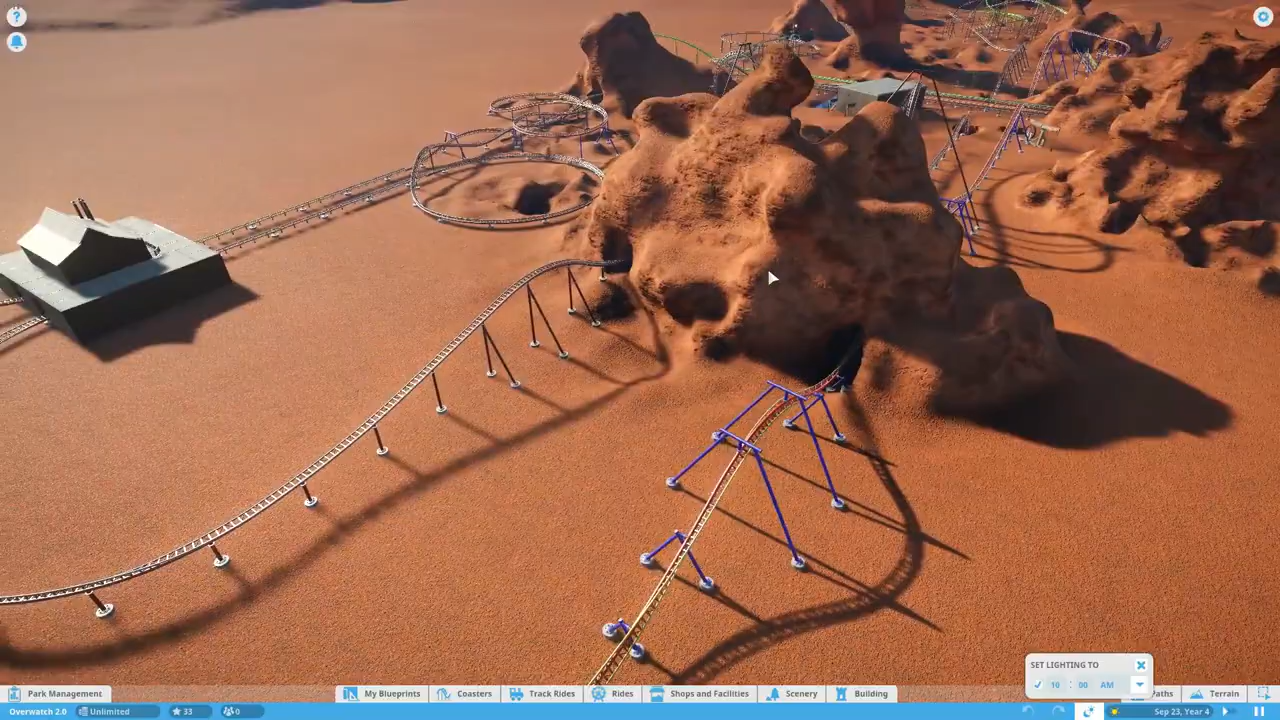 ?
SET LIGHTING TO
10 : 00 AM
Park Management
My Blueprints
Coasters
Track Rides
Rides
Shops and Facilities
Scenery
Building
Paths
Terrain
Overwatch 2.0
Unlimited
33
0
Sep 23, Year 4